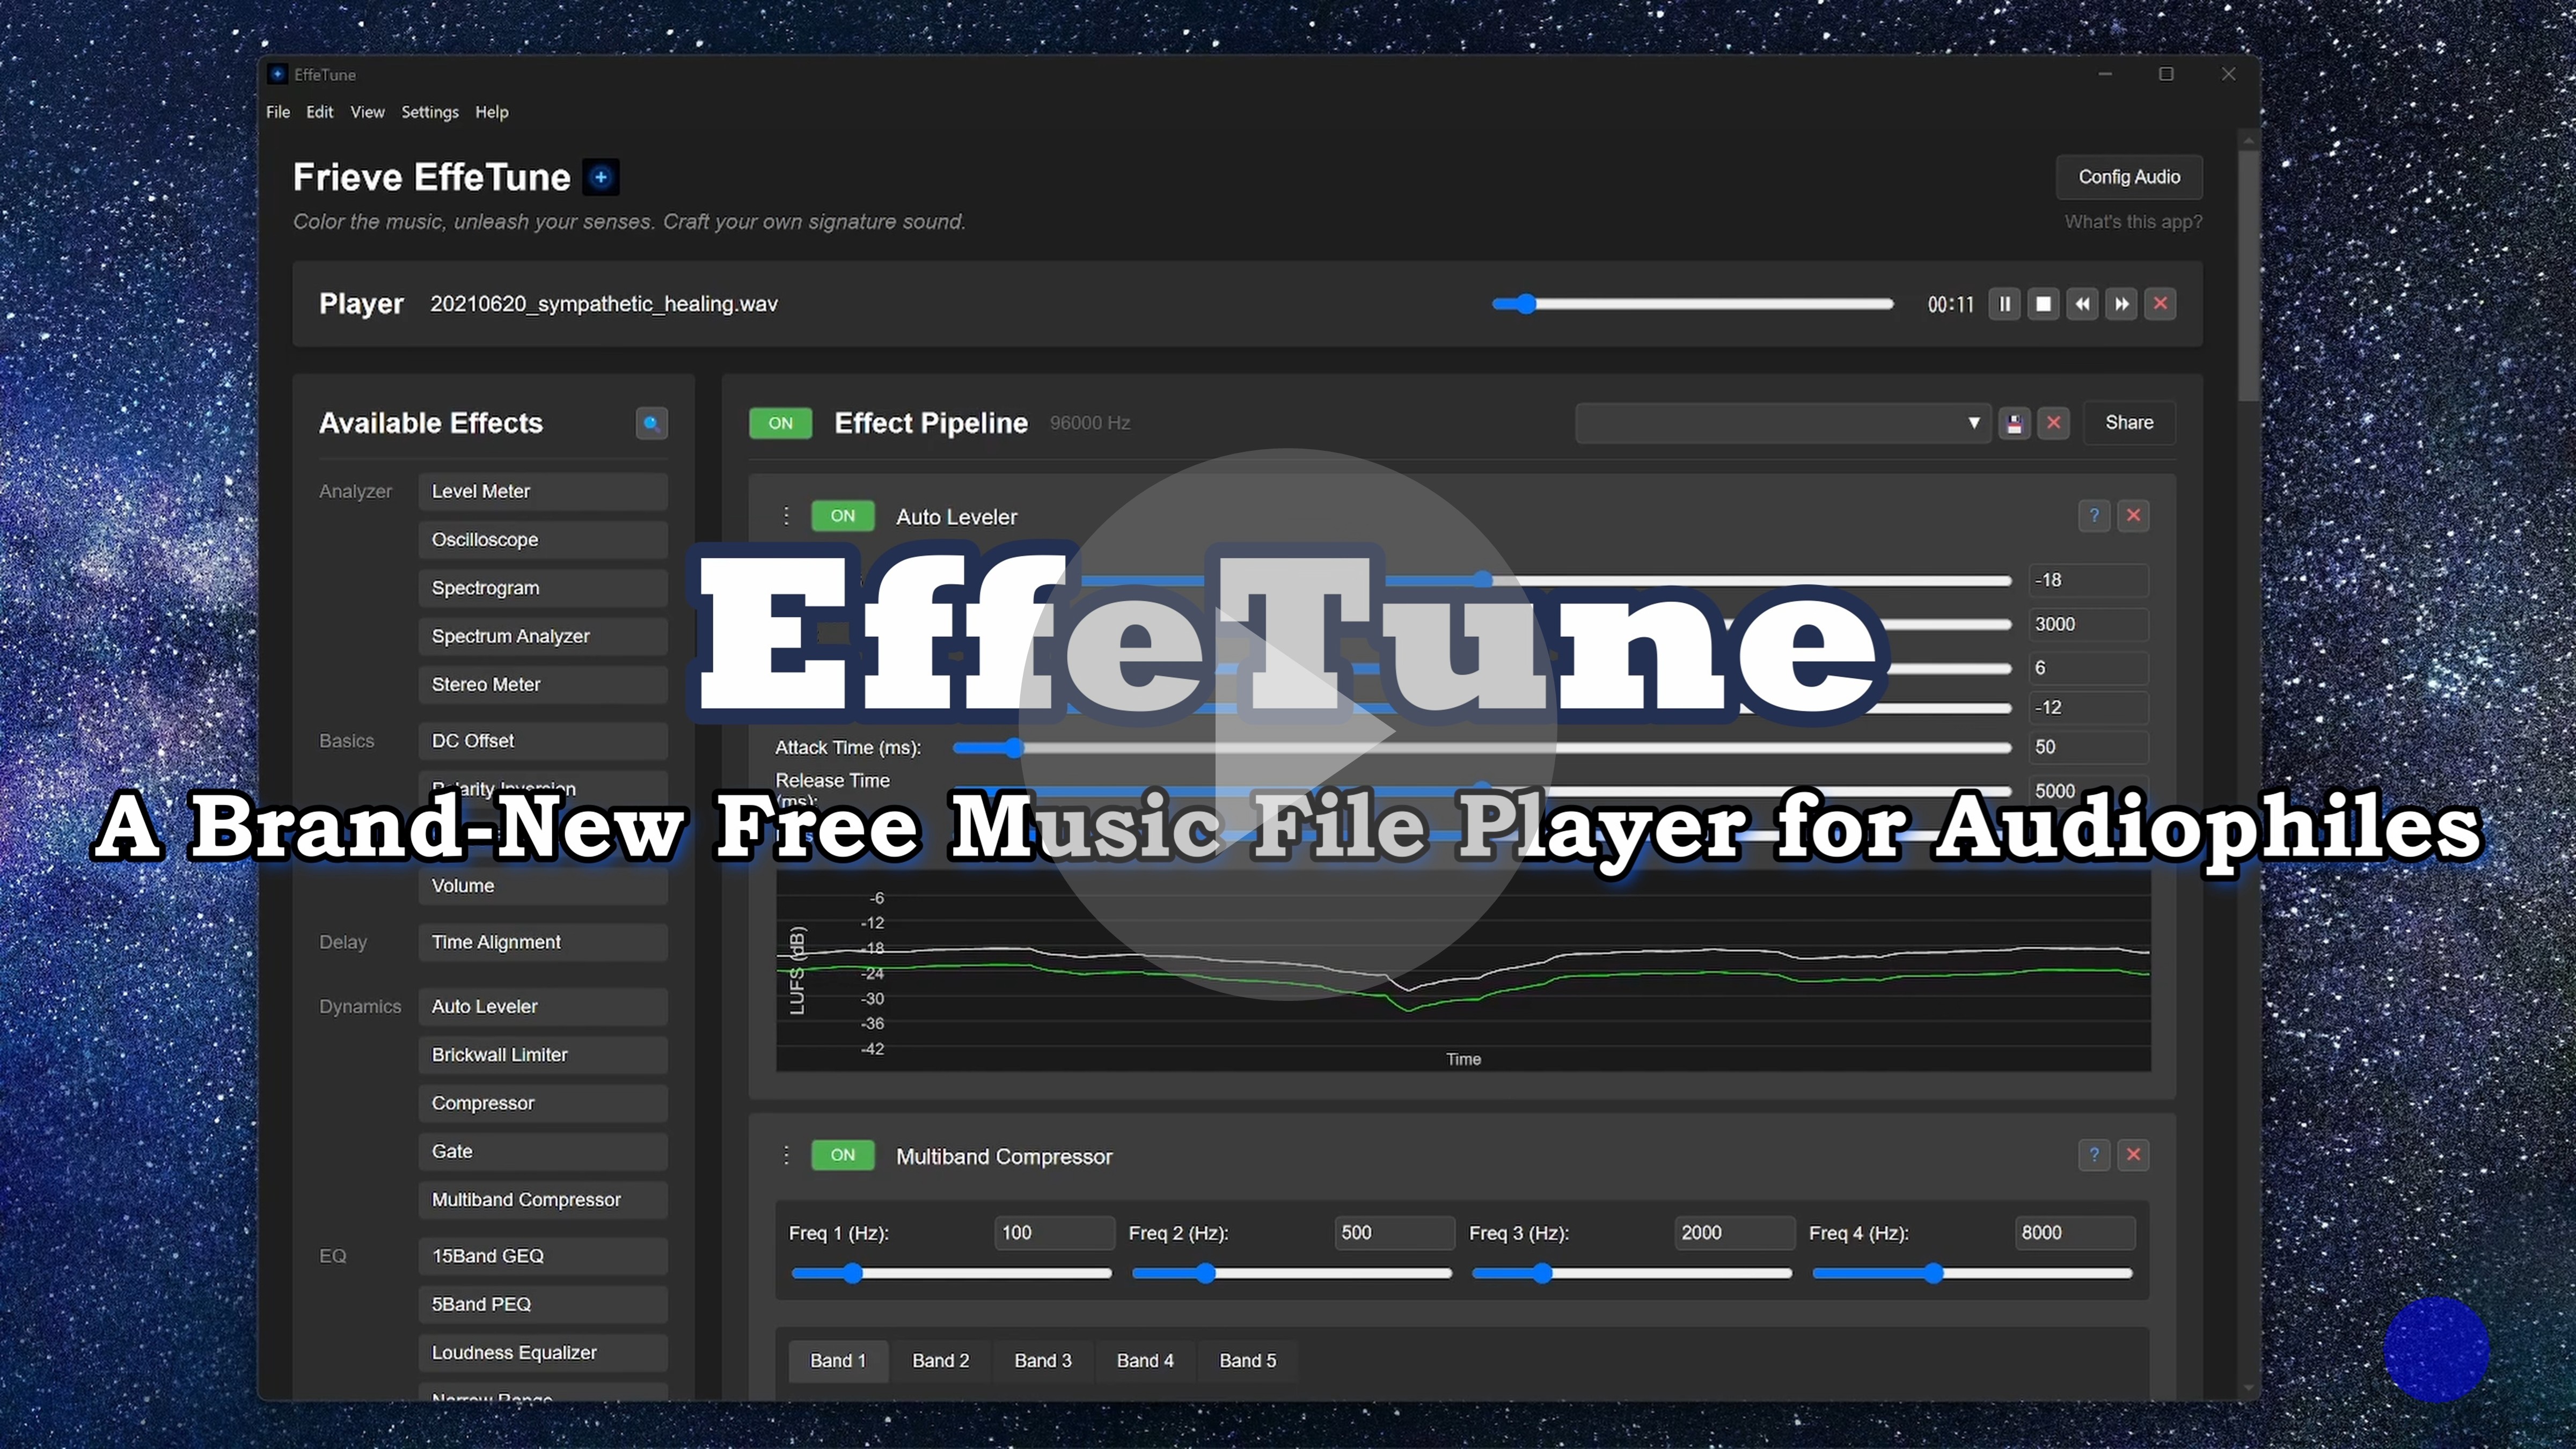 EffeTune
File Edit View Settings Help
Frieve EffeTune
Config Audio
Color the music, unleash your senses. Craft your own signature sound.
What's this app?
Player 20210620_sympathetic_healing.wav 00:11
Available Effects
ON Effect Pipeline 96000 Hz Share
Analyzer Level Meter
Oscilloscope
Spectrogram
Spectrum Analyzer
Stereo Meter
Basics DC Offset
Polarity Inversion
Volume
Delay Time Alignment
Dynamics Auto Leveler
Brickwall Limiter
Compressor
Gate
Multiband Compressor
EQ 15Band GEQ
5Band PEQ
Loudness Equalizer
Narrow Range
ON Auto Leveler ?
-18
3000
6
-12
Attack Time (ms): 50
Release Time (ms): 5000
EffeTune
A Brand-New Free Music File Player for Audiophiles
LUFS (dB)
-6
-12
-18
-24
-30
-36
-42
Time
ON Multiband Compressor ?
Freq 1 (Hz): 100 Freq 2 (Hz): 500 Freq 3 (Hz): 2000 Freq 4 (Hz): 8000
Band 1 Band 2 Band 3 Band 4 Band 5